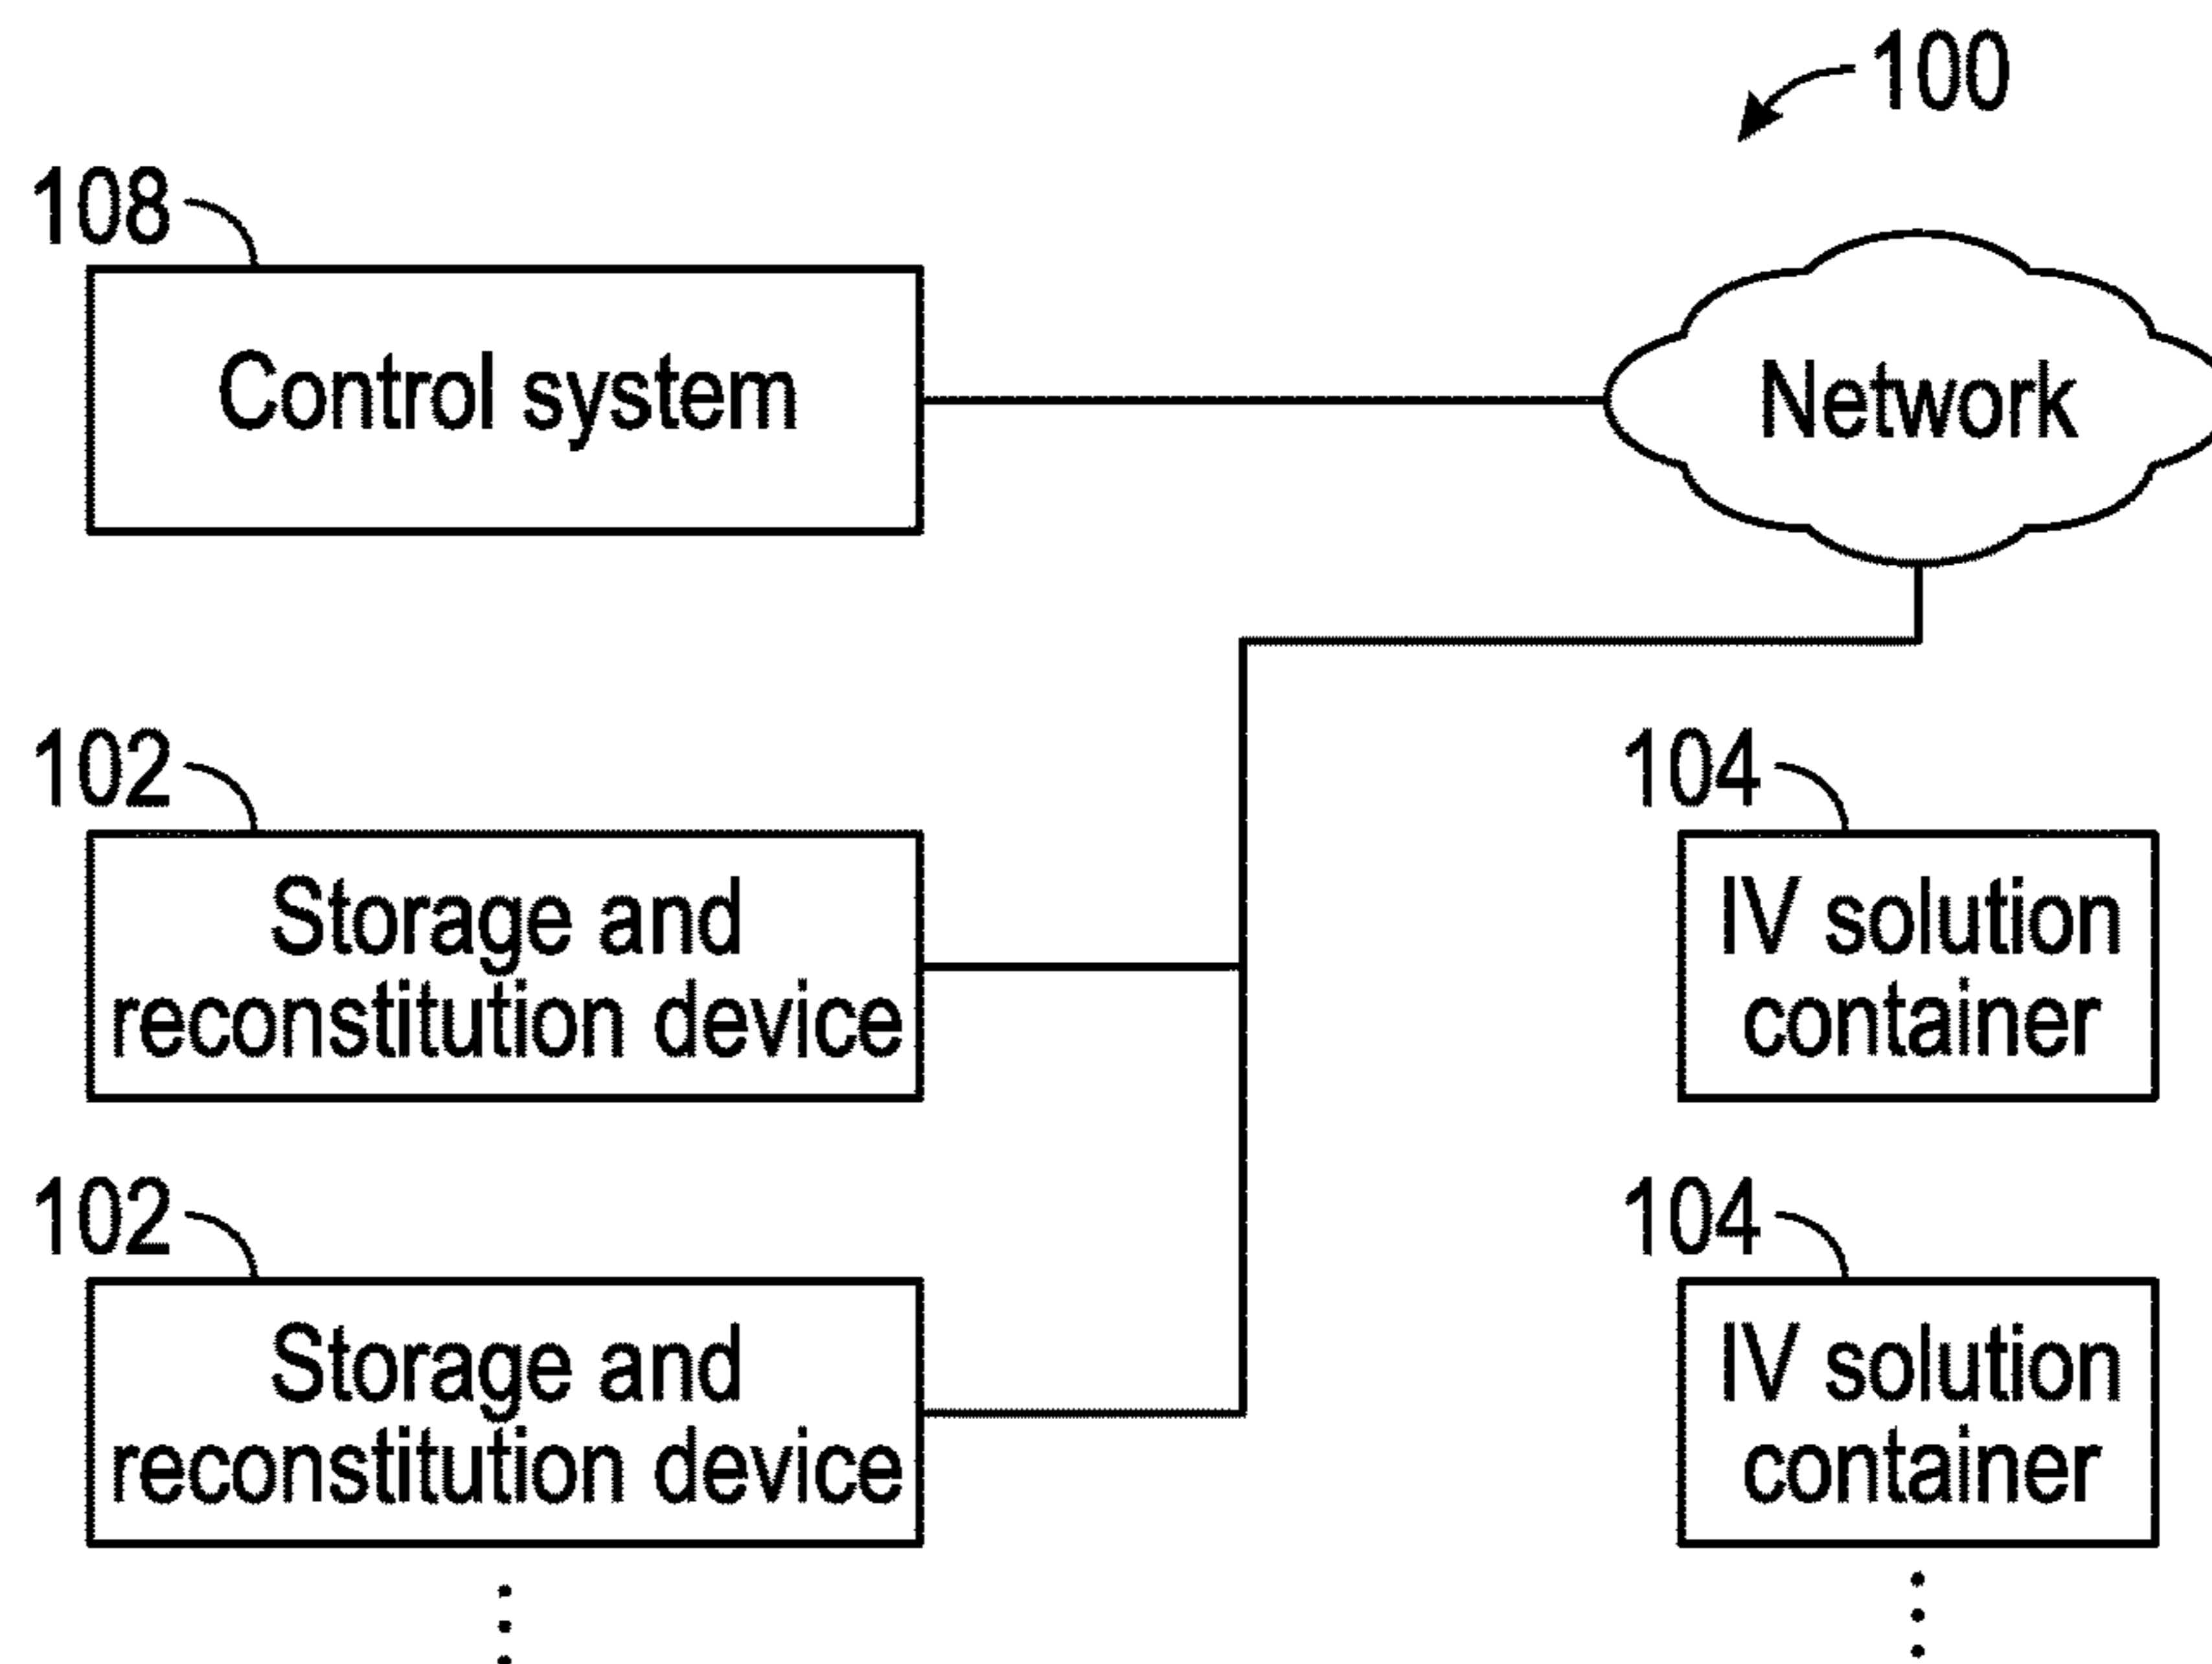 100
108
Control system
Network
102
104
Storage and
reconstitution device
IV solution
container
102
104
Storage and
reconstitution device
IV solution
container